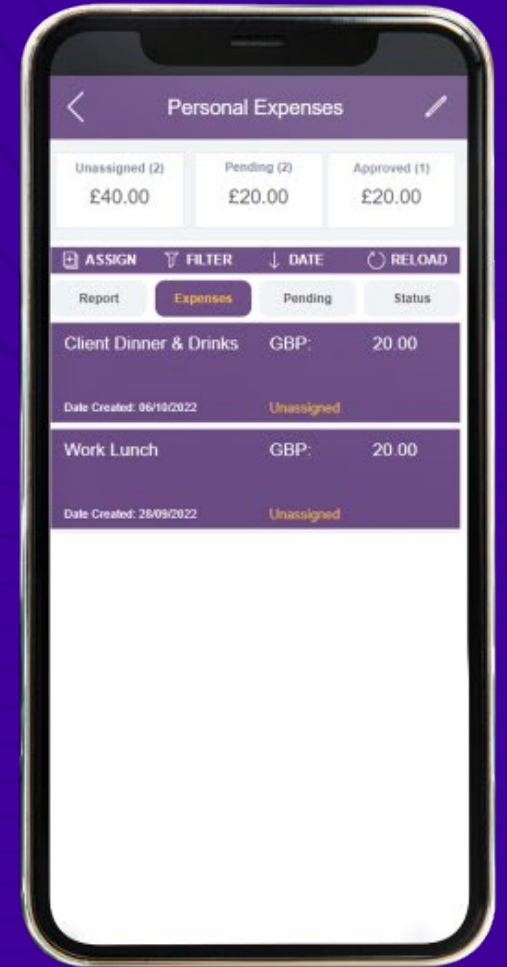 Personal Expenses
Unassigned (2) Pending (2) Approved (1)
£40.00 £20.00 £20.00
ASSIGN FILTER DATE RELOAD
Report Expenses Pending Status
Client Dinner & Drinks GBP: 20.00
Date Created: 06/10/2022 Unassigned
Work Lunch GBP: 20.00
Date Created: 28/09/2022 Unassigned